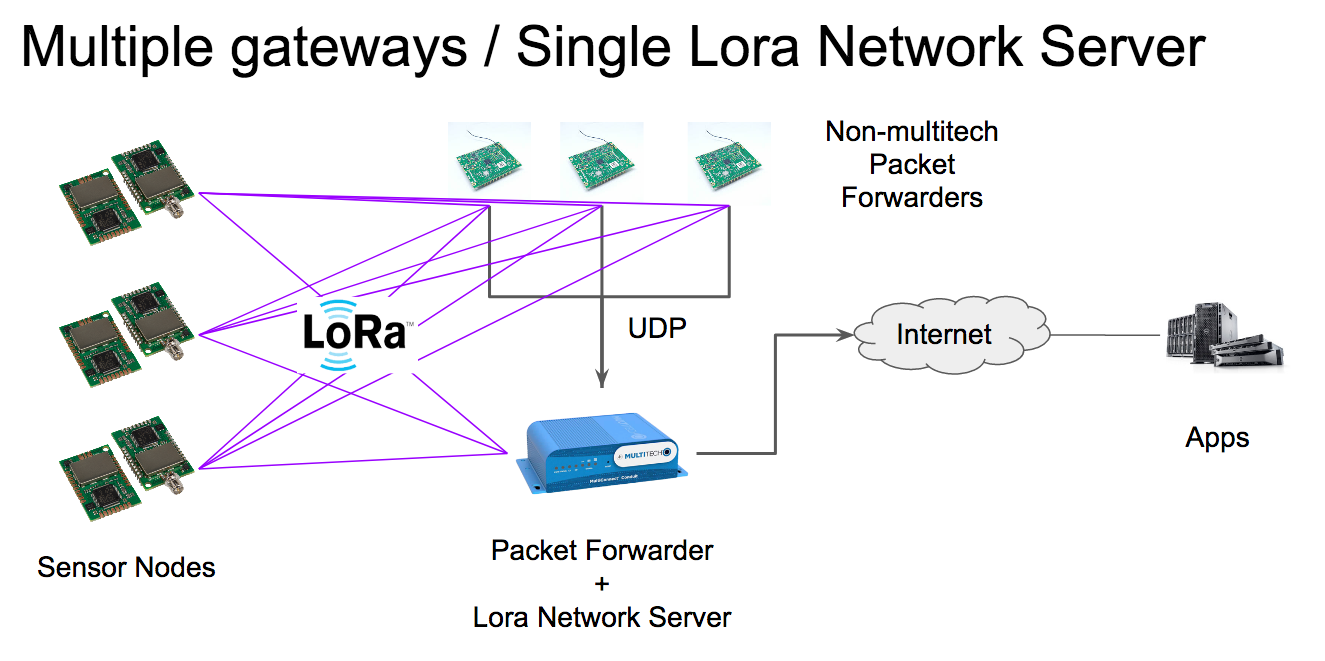 Multiple gateways / Single Lora Network Server
Non-multitech
Packet
Forwarders
LoRa™
UDP
Internet
MULTITECH
MultiConnect Conduit
Apps
Sensor Nodes
Packet Forwarder
+
Lora Network Server